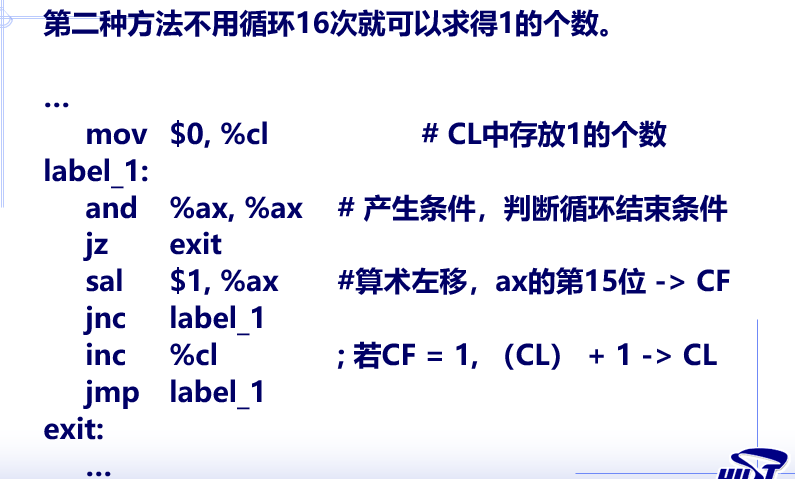 第二种方法不用循环16次就可以求得1的个数。
...
mov $0, %cl # CL中存放1的个数
label_1:
and %ax, %ax # 产生条件，判断循环结束条件
jz exit
sal $1, %ax #算术左移，ax的第15位 -> CF
jnc label_1
inc %cl ; 若CF = 1, （CL） + 1 -> CL
jmp label_1
exit:
...